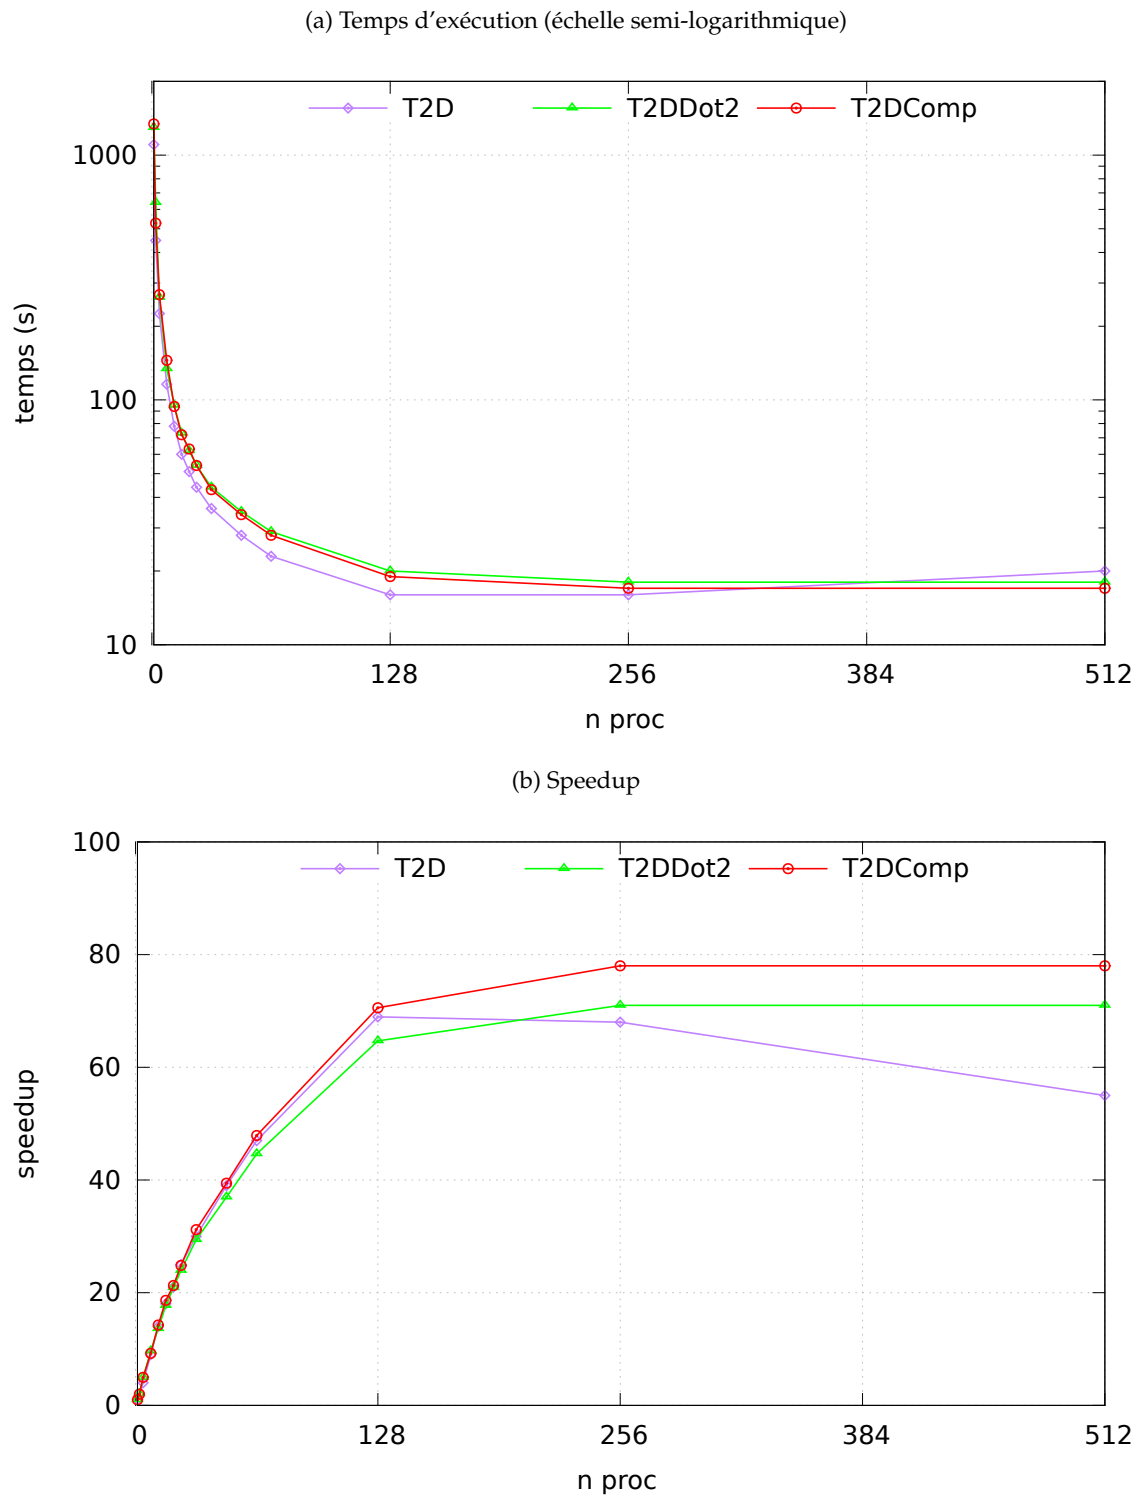 (a) Temps d’exécution (échelle semi-logarithmique)
T2D T2DDot2 T2DComp
1000
100
10
temps (s)
0 128 256 384 512
n proc
(b) Speedup
T2D T2DDot2 T2DComp
100
80
60
40
20
0
speedup
0 128 256 384 512
n proc